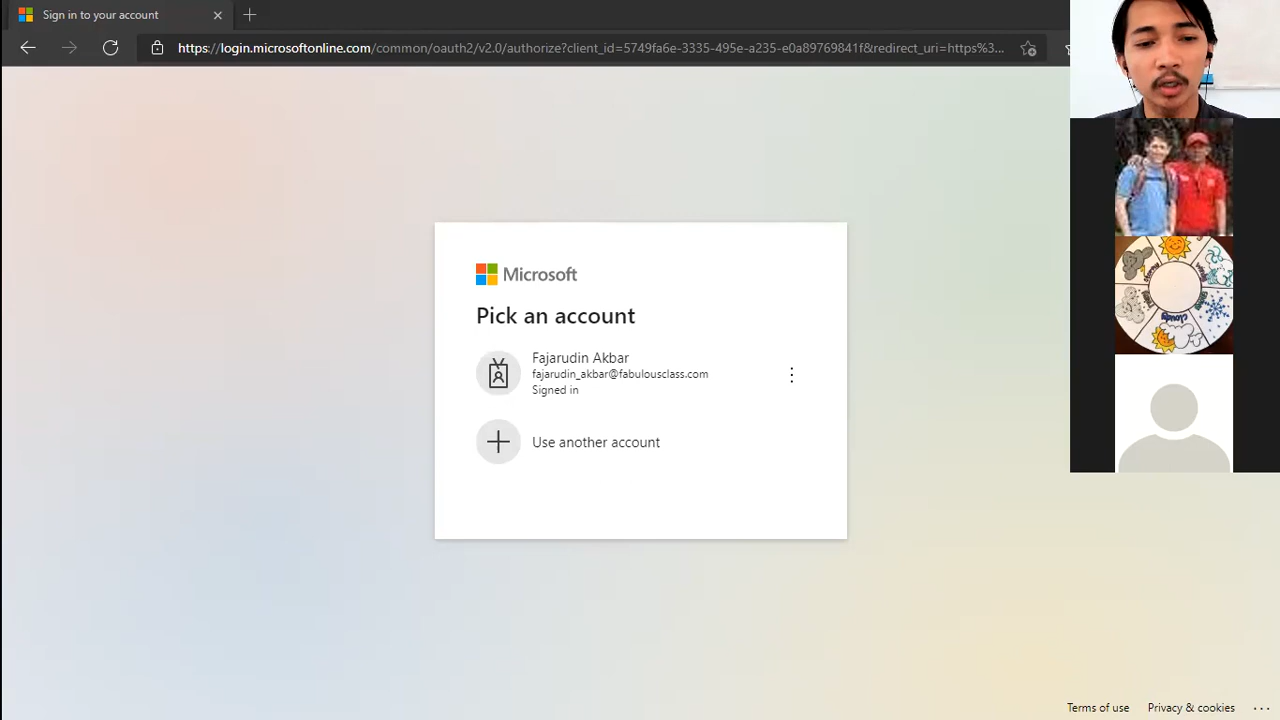 Sign in to your account
https://login.microsoftonline.com/common/oauth2/v2.0/authorize?client_id=5749fa6e-3335-495e-a235-e0a89769841f&redirect_uri=https%3...
Microsoft
Pick an account
Fajarudin Akbar
fajarudin_akbar@fabulousclass.com
Signed in
Use another account
cloudy
Terms of use Privacy & cookies ...